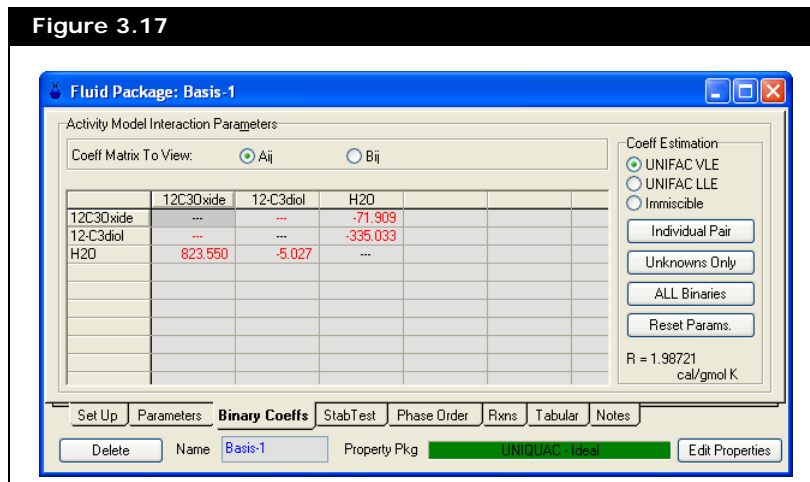 Figure 3.17
Fluid Package: Basis-1
Activity Model Interaction Parameters
Coeff Matrix To View: Aij Bij
12C3Oxide 12-C3diol H2O
12C3Oxide --- --- -71.909
12-C3diol --- --- -335.033
H2O 823.550 -5.027 ---
Coeff Estimation
UNIFAC VLE
UNIFAC LLE
Immiscible
Individual Pair
Unknowns Only
ALL Binaries
Reset Params.
R = 1.98721
cal/gmol K
Set Up Parameters Binary Coeffs StabTest Phase Order Rxns Tabular Notes
Delete Name Basis-1 Property Pkg UNIQUAC - Ideal Edit Properties